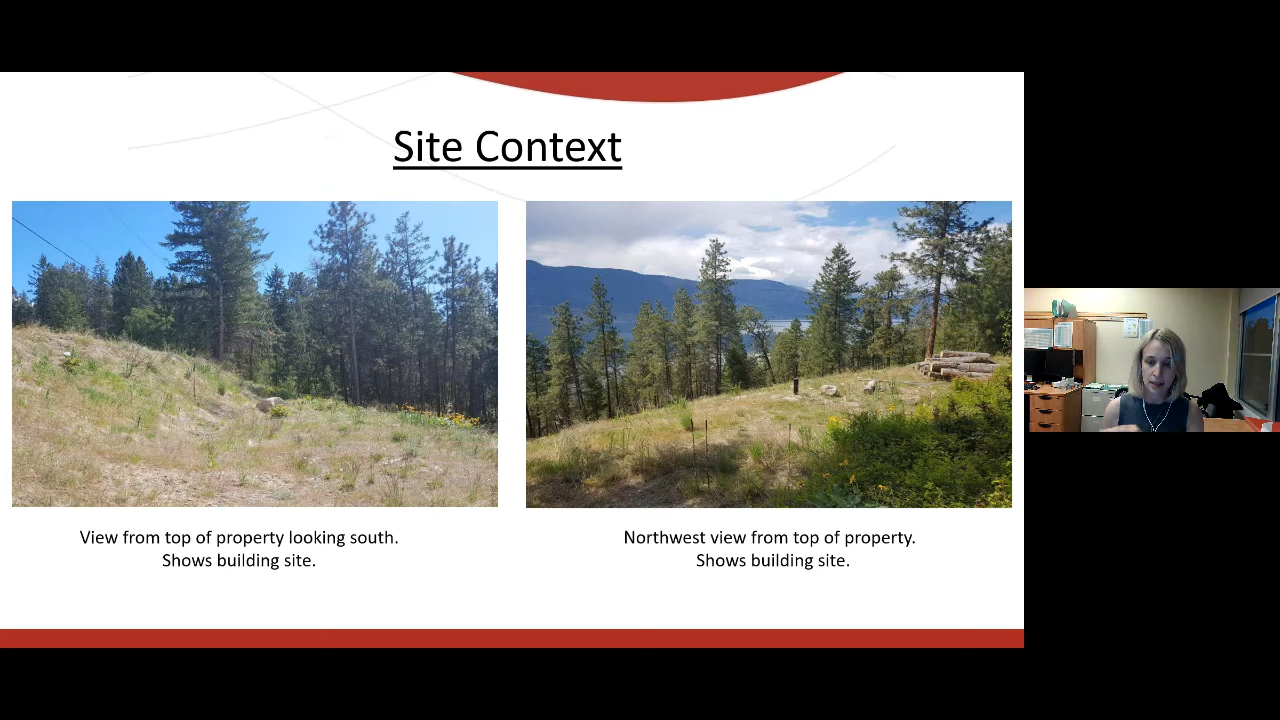 Site Context
View from top of property looking south.
Shows building site.
Northwest view from top of property.
Shows building site.